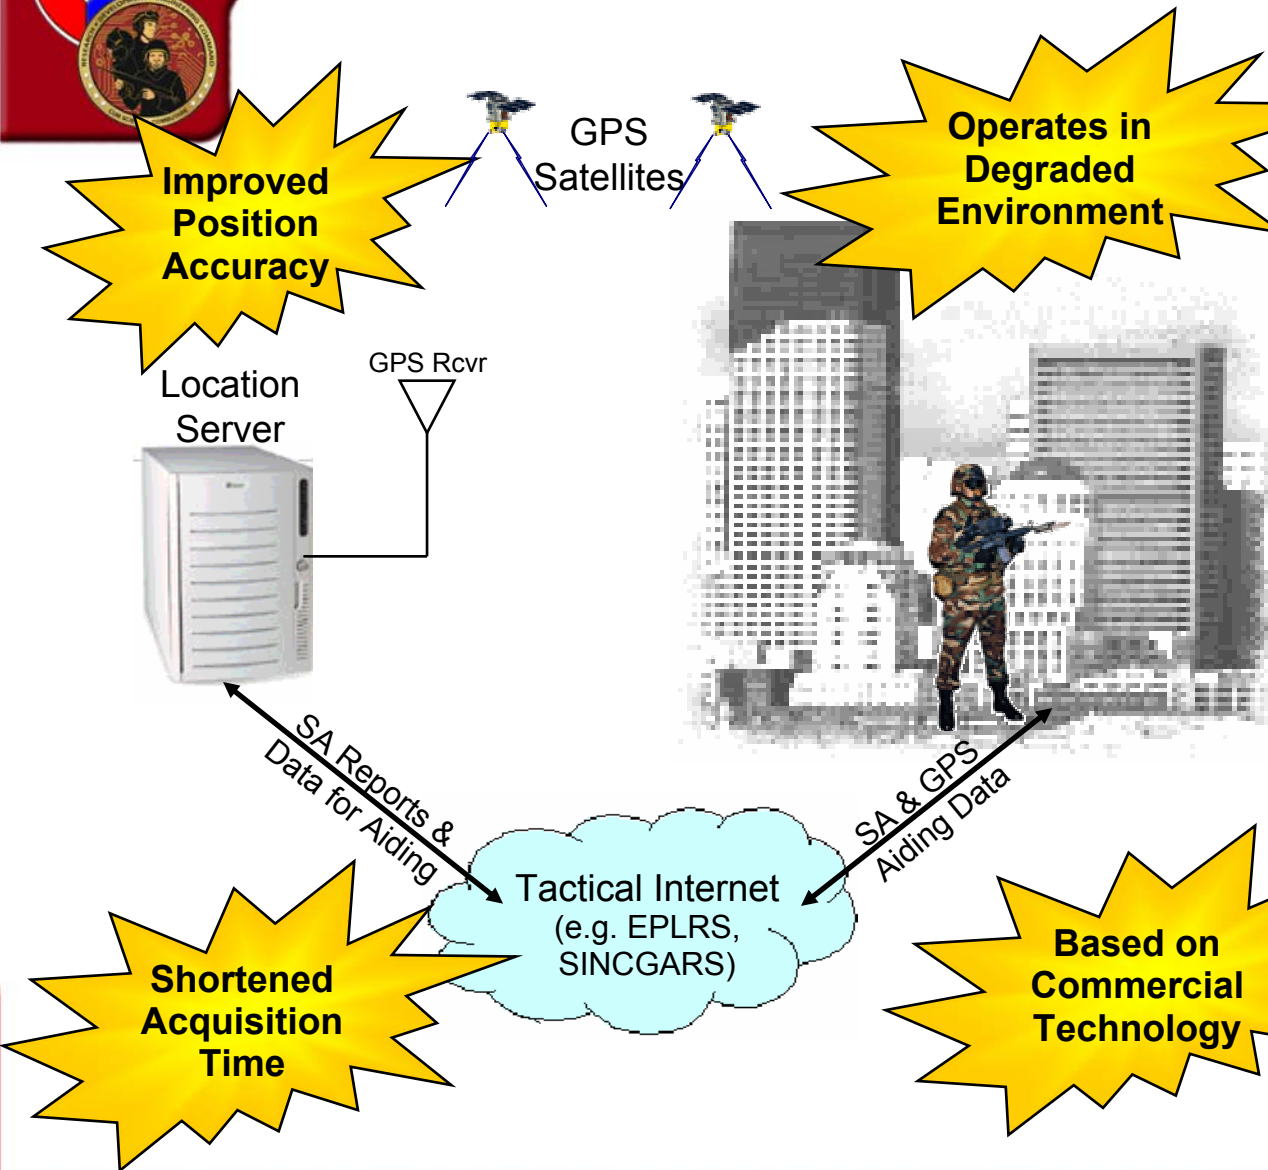 Improved
Position
Accuracy
GPS
Satellites
Operates in
Degraded
Environment
Location
Server
GPS Rcvr
SA Reports &
Data for Aiding
SA & GPS
Aiding Data
Tactical Internet
(e.g. EPLRS,
SINCGARS)
Shortened
Acquisition
Time
Based on
Commercial
Technology